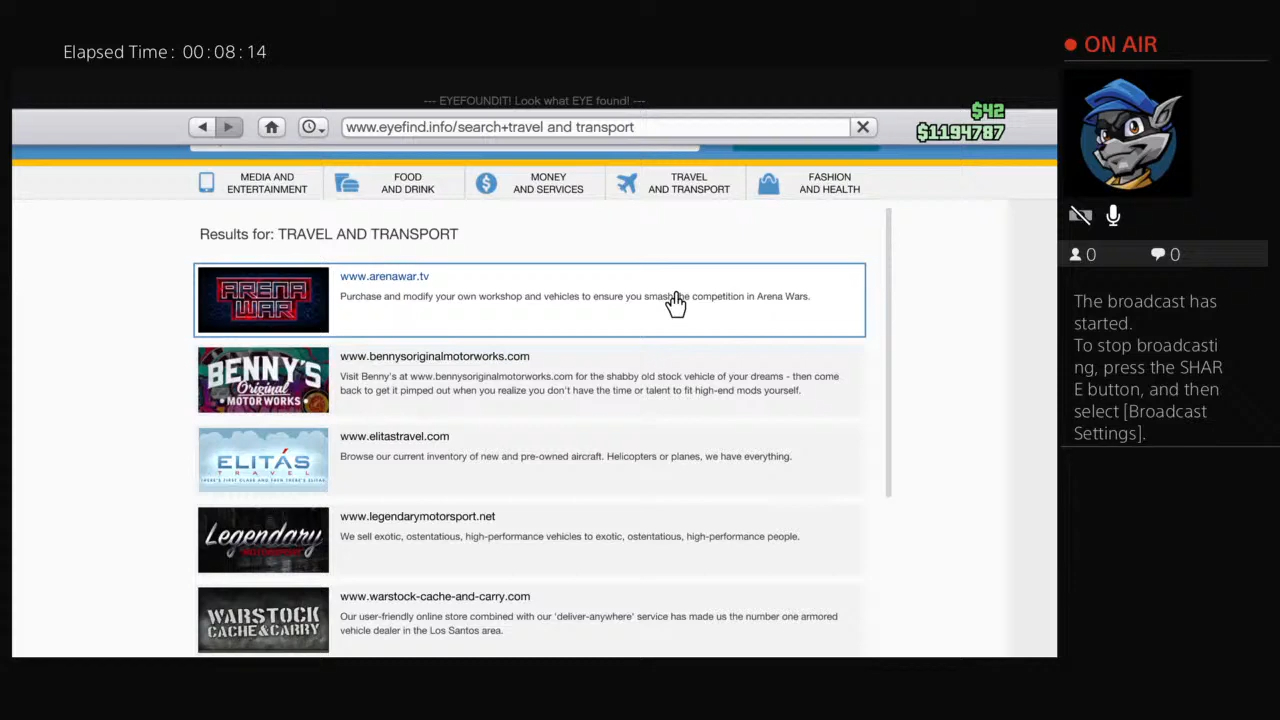 Elapsed Time: 00:08:14
ON AIR
--- EYEFOUNDIT! Look what EYE found! ---
www.eyefind.info/search+travel and transport
$42
$1194787
MEDIA AND
ENTERTAINMENT
FOOD
AND DRINK
MONEY
AND SERVICES
TRAVEL
AND TRANSPORT
FASHION
AND HEALTH
Results for: TRAVEL AND TRANSPORT
ARENA
WAR
www.arenawar.tv
Purchase and modify your own workshop and vehicles to ensure you smash the competition in Arena Wars.
BENNY'S
Original
MOTOR WORKS
www.bennysoriginalmotorworks.com
Visit Benny's at www.bennysoriginalmotorworks.com for the shabby old stock vehicle of your dreams - then come
back to get it pimped out when you realize you don't have the time or talent to fit high-end mods yourself.
ELITÁS
TRAVEL
THERE'S FIRST CLASS AND THEN THERE'S ELITAS
www.elitastravel.com
Browse our current inventory of new and pre-owned aircraft. Helicopters or planes, we have everything.
Legendary
MOTORSPORT
www.legendarymotorsport.net
We sell exotic, ostentatious, high-performance vehicles to exotic, ostentatious, high-performance people.
WARSTOCK
CACHE&CARRY
www.warstock-cache-and-carry.com
Our user-friendly online store combined with our 'deliver-anywhere' service has made us the number one armored
vehicle dealer in the Los Santos area.
0
0
The broadcast has
started.
To stop broadcasti
ng, press the SHAR
E button, and then
select [Broadcast
Settings].